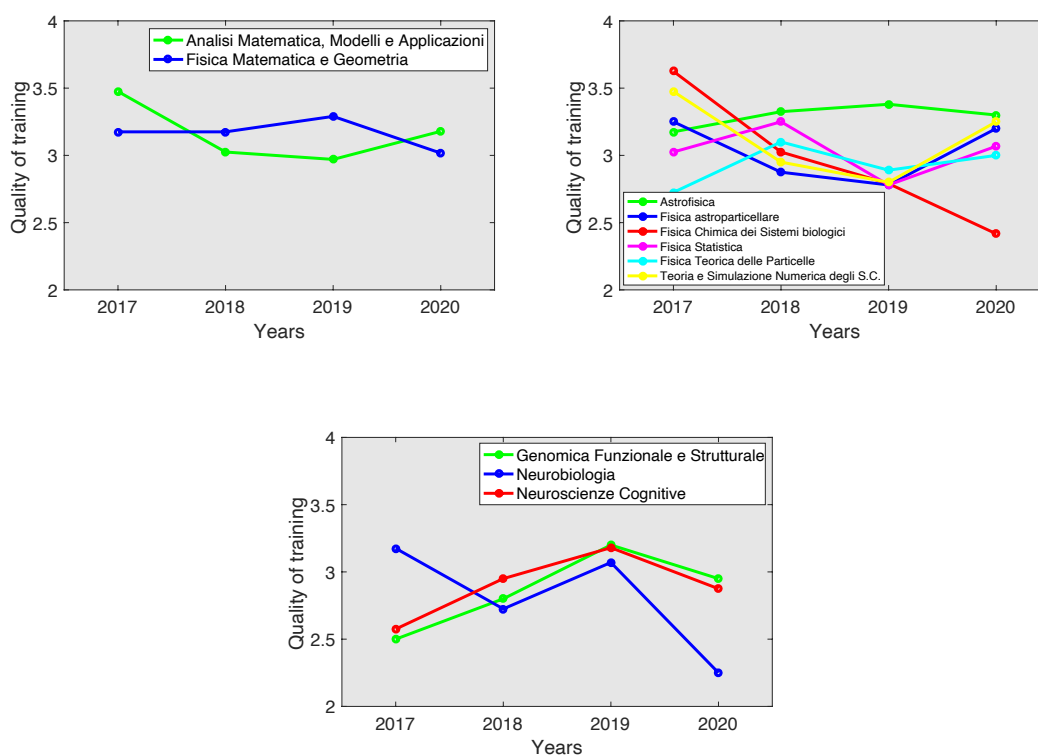 4
3.5
3
2.5
2
Quality of training
2017 2018 2019 2020
Years
Analisi Matematica, Modelli e Applicazioni
Fisica Matematica e Geometria
4
3.5
3
2.5
2
Quality of training
2017 2018 2019 2020
Years
Astrofisica
Fisica astroparticellare
Fisica Chimica dei Sistemi biologici
Fisica Statistica
Fisica Teorica delle Particelle
Teoria e Simulazione Numerica degli S.C.
4
3.5
3
2.5
2
Quality of training
2017 2018 2019 2020
Years
Genomica Funzionale e Strutturale
Neurobiologia
Neuroscienze Cognitive